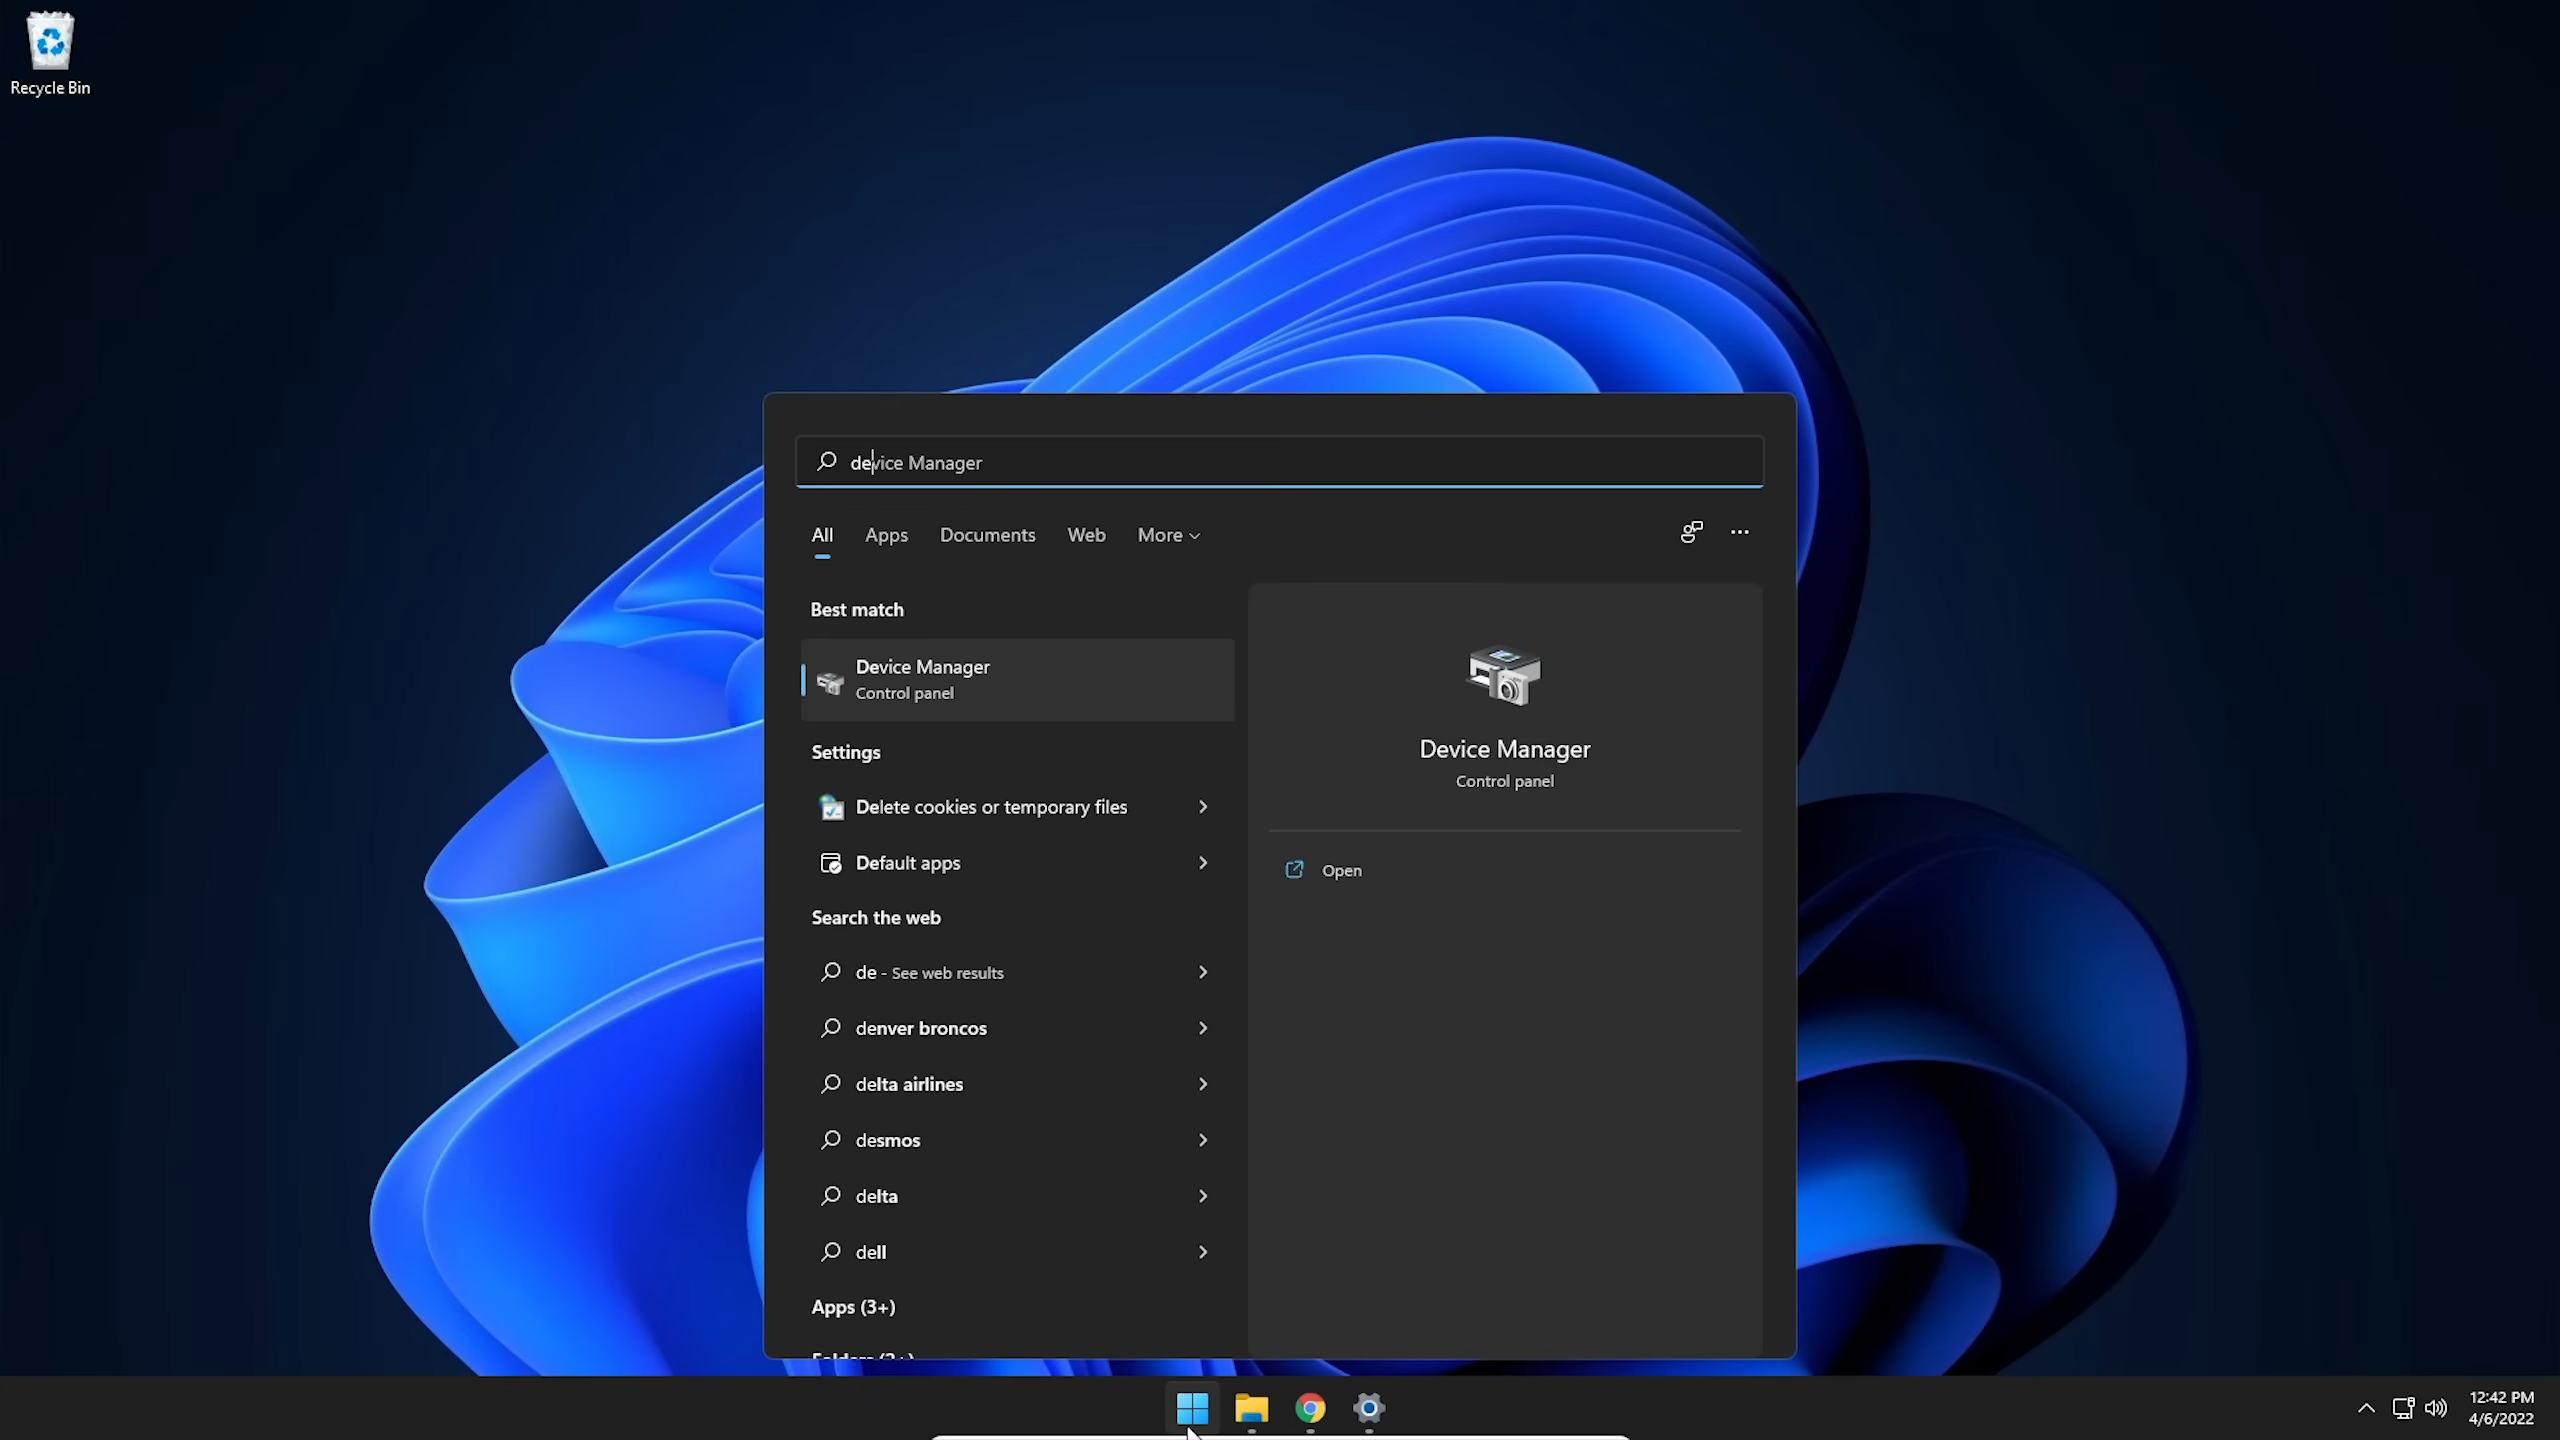 Recycle Bin
device Manager
All Apps Documents Web More
Best match
Device Manager
Control panel
Settings
Delete cookies or temporary files
Default apps
Search the web
de - See web results
denver broncos
delta airlines
desmos
delta
dell
Apps (3+)
Device Manager
Control panel
Open
12:42 PM
4/6/2022